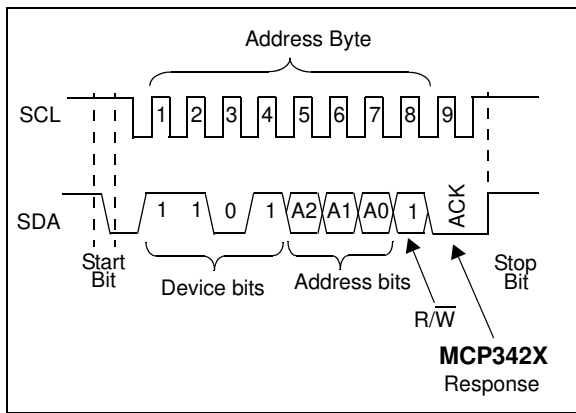 Address Byte
SCL
1 2 3 4 5 6 7 8 9
SDA
1 1 0 1 A2 A1 A0 1 ACK
Start
Bit
Device bits
Address bits
Stop
Bit
R/W̅
MCP342X
Response